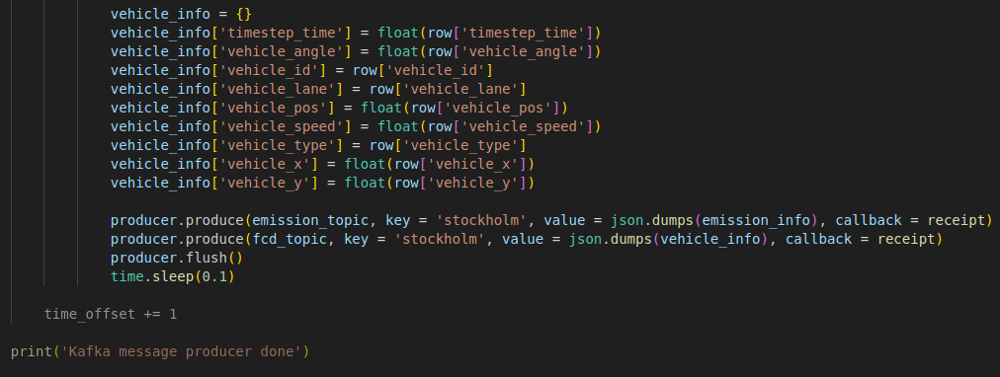 vehicle_info = {}
vehicle_info['timestep_time'] = float(row['timestep_time'])
vehicle_info['vehicle_angle'] = float(row['vehicle_angle'])
vehicle_info['vehicle_id'] = row['vehicle_id']
vehicle_info['vehicle_lane'] = row['vehicle_lane']
vehicle_info['vehicle_pos'] = float(row['vehicle_pos'])
vehicle_info['vehicle_speed'] = float(row['vehicle_speed'])
vehicle_info['vehicle_type'] = row['vehicle_type']
vehicle_info['vehicle_x'] = float(row['vehicle_x'])
vehicle_info['vehicle_y'] = float(row['vehicle_y'])
producer.produce(emission_topic, key = 'stockholm', value = json.dumps(emission_info), callback = receipt)
producer.produce(fcd_topic, key = 'stockholm', value = json.dumps(vehicle_info), callback = receipt)
producer.flush()
time.sleep(0.1)
time_offset += 1
print('Kafka message producer done')